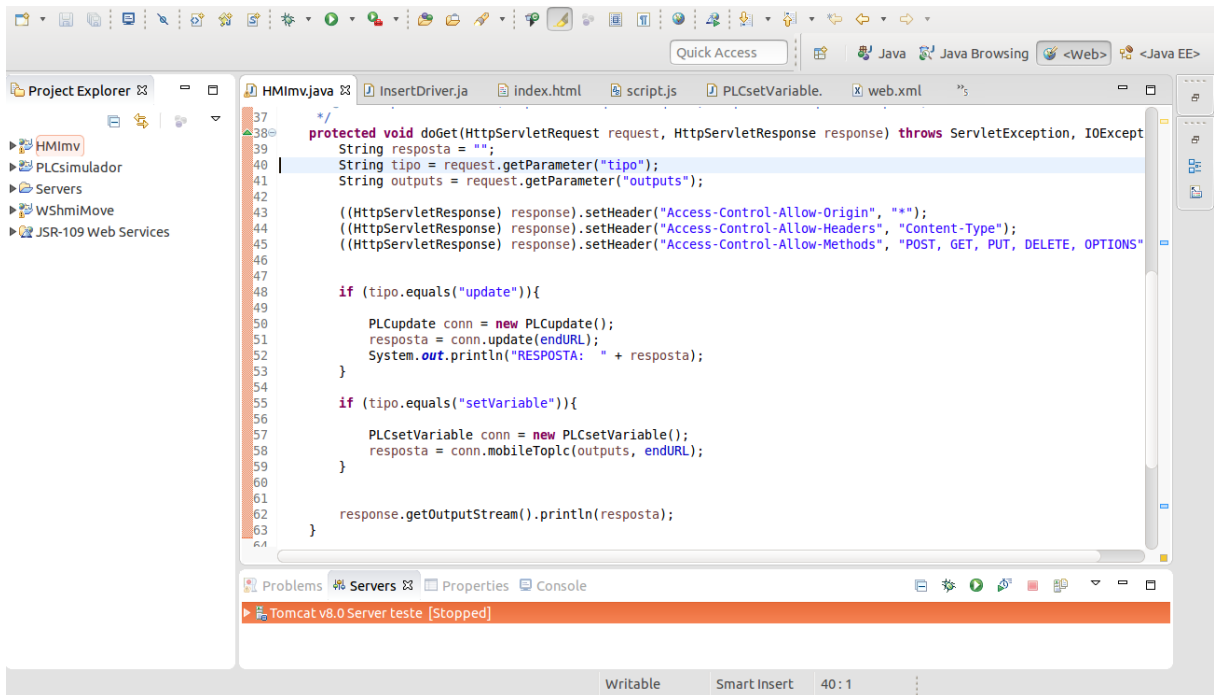 Quick Access
Java
Java Browsing
<Web>
<Java EE>
Project Explorer
HMImv
PLCsimulador
Servers
WShmiMove
JSR-109 Web Services
HMImv.java
InsertDriver.ja
index.html
script.js
PLCsetVariable.
web.xml
»5
37 */
38 protected void doGet(HttpServletRequest request, HttpServletResponse response) throws ServletException, IOExcept
39 String resposta = "";
40 String tipo = request.getParameter("tipo");
41 String outputs = request.getParameter("outputs");
42
43 ((HttpServletResponse) response).setHeader("Access-Control-Allow-Origin", "*");
44 ((HttpServletResponse) response).setHeader("Access-Control-Allow-Headers", "Content-Type");
45 ((HttpServletResponse) response).setHeader("Access-Control-Allow-Methods", "POST, GET, PUT, DELETE, OPTIONS"
46
47
48 if (tipo.equals("update")){
49
50 PLCupdate conn = new PLCupdate();
51 resposta = conn.update(endURL);
52 System.out.println("RESPOSTA:  " + resposta);
53 }
54
55 if (tipo.equals("setVariable")){
56
57 PLCsetVariable conn = new PLCsetVariable();
58 resposta = conn.mobileToplc(outputs, endURL);
59 }
60
61
62 response.getOutputStream().println(resposta);
63 }
64
Problems
Servers
Properties
Console
Tomcat v8.0 Server teste [Stopped]
Writable
Smart Insert
40 : 1